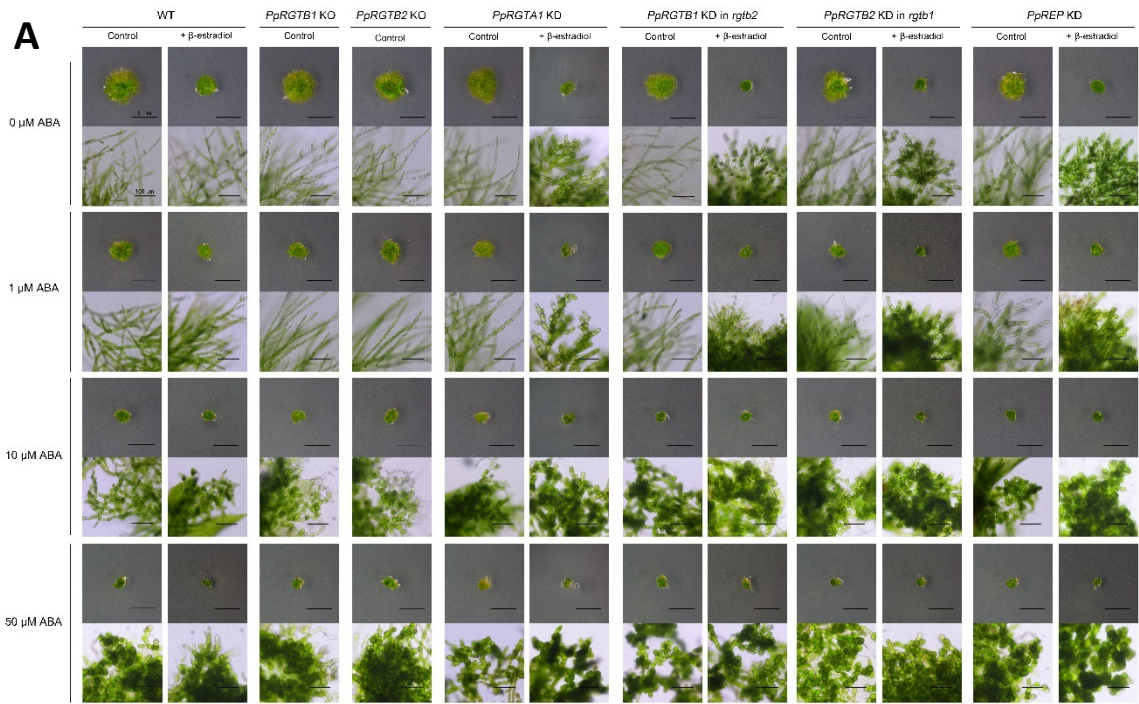 A
WT PpRGTB1 KO PpRGTB2 KO PpRGTA1 KD PpRGTB1 KD in rgtb2 PpRGTB2 KD in rgtb1 PpREP KD
Control + β-estradiol Control Control Control + β-estradiol Control + β-estradiol Control + β-estradiol Control + β-estradiol
0 μM ABA
1 μM ABA
10 μM ABA
50 μM ABA